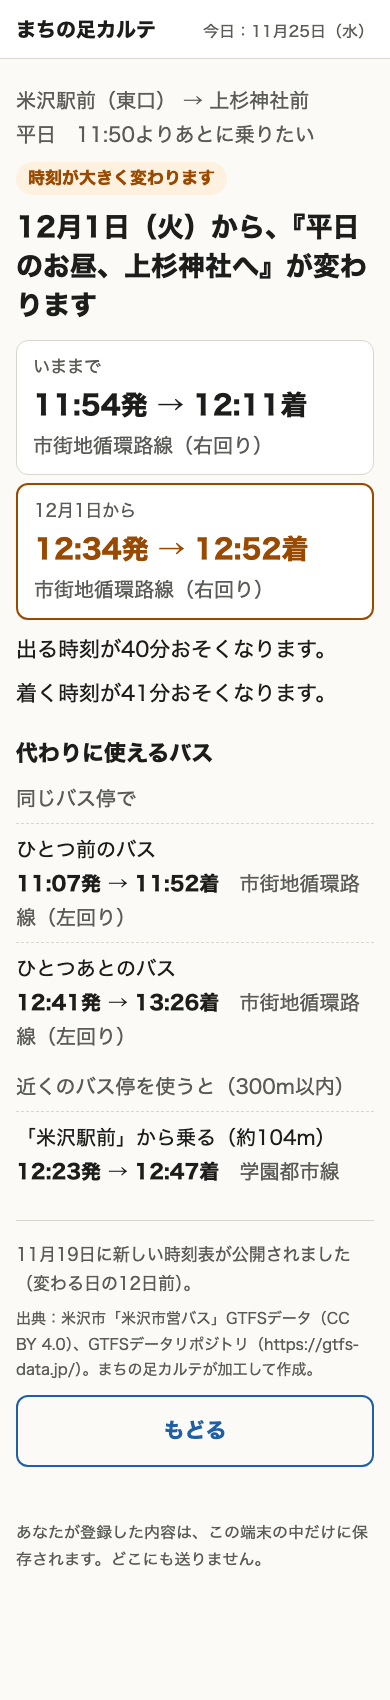 まちの足カルテ
今日：11月25日（水）
米沢駅前（東口） → 上杉神社前
平日　11:50よりあとに乗りたい
時刻が大きく変わります
12月1日（火）から、『平日
のお昼、上杉神社へ』が変わ
ります
いままで
11:54発 → 12:11着
市街地循環路線（右回り）
12月1日から
12:34発 → 12:52着
市街地循環路線（右回り）
出る時刻が40分おそくなります。
着く時刻が41分おそくなります。
代わりに使えるバス
同じバス停で
ひとつ前のバス
11:07発 → 11:52着　市街地循環路
線（左回り）
ひとつあとのバス
12:41発 → 13:26着　市街地循環路
線（左回り）
近くのバス停を使うと（300m以内）
「米沢駅前」から乗る（約104m）
12:23発 → 12:47着　学園都市線
11月19日に新しい時刻表が公開されました
（変わる日の12日前）。
出典：米沢市「米沢市営バス」GTFSデータ（CC
BY 4.0）、GTFSデータリポジトリ（https://gtfs-
data.jp/）。まちの足カルテが加工して作成。
もどる
あなたが登録した内容は、この端末の中だけに保
存されます。どこにも送りません。